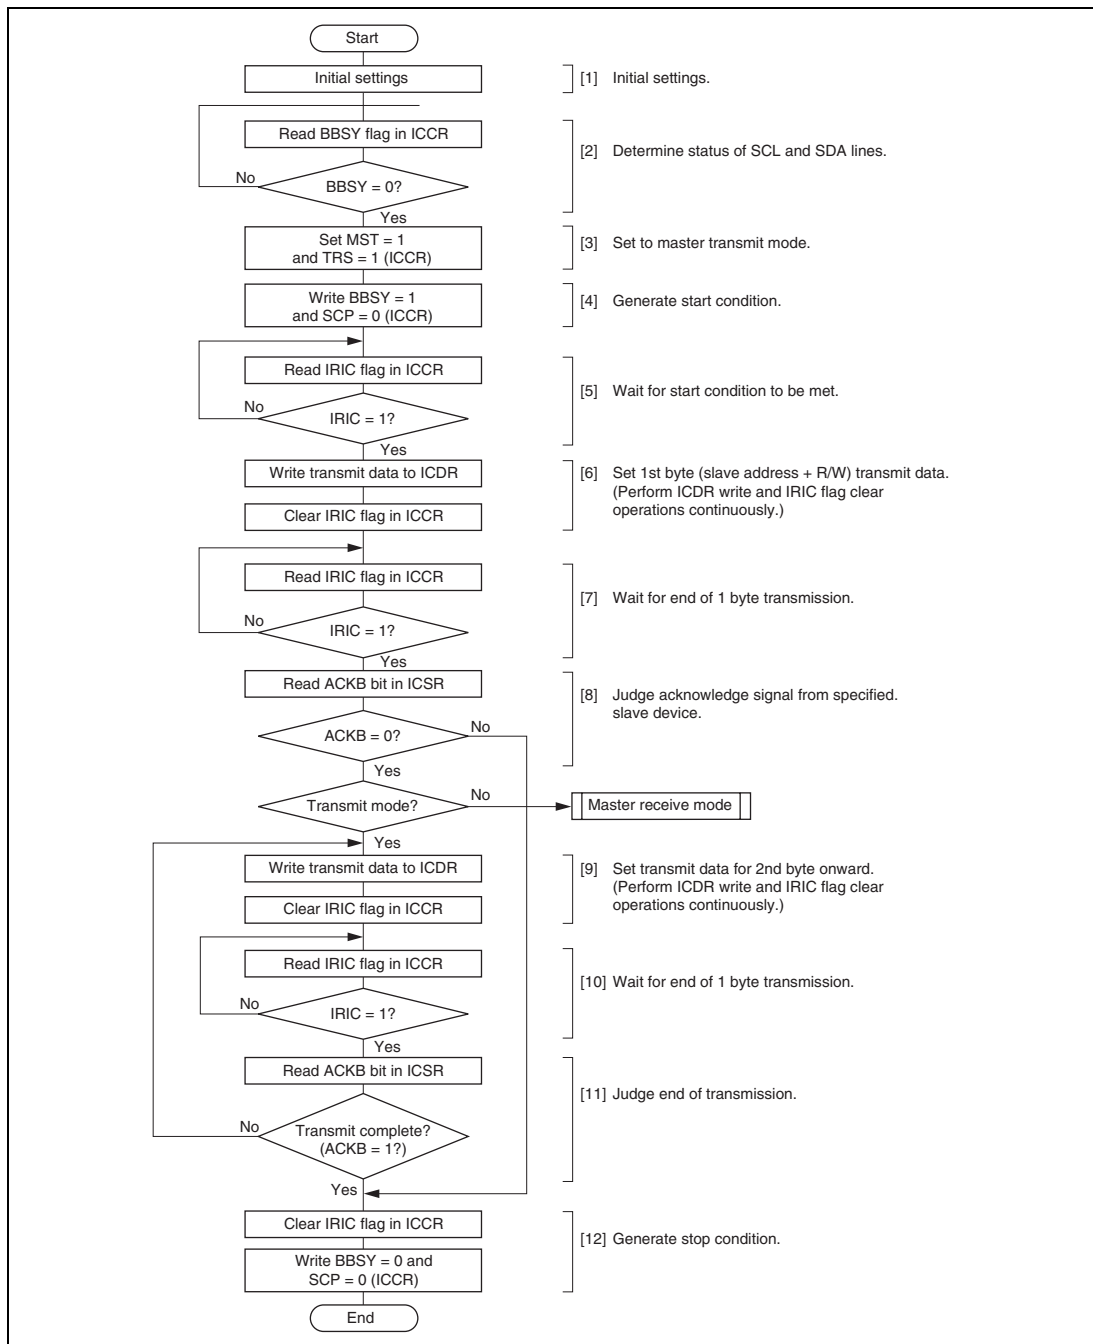 Start
Initial settings
[1] Initial settings.
Read BBSY flag in ICCR
[2] Determine status of SCL and SDA lines.
No
BBSY = 0?
Yes
Set MST = 1
and TRS = 1 (ICCR)
[3] Set to master transmit mode.
Write BBSY = 1
and SCP = 0 (ICCR)
[4] Generate start condition.
Read IRIC flag in ICCR
[5] Wait for start condition to be met.
No
IRIC = 1?
Yes
Write transmit data to ICDR
[6] Set 1st byte (slave address + R/W) transmit data.
(Perform ICDR write and IRIC flag clear
operations continuously.)
Clear IRIC flag in ICCR
Read IRIC flag in ICCR
[7] Wait for end of 1 byte transmission.
No
IRIC = 1?
Yes
Read ACKB bit in ICSR
[8] Judge acknowledge signal from specified.
slave device.
ACKB = 0?
No
Yes
Transmit mode?
No
Master receive mode
Yes
Write transmit data to ICDR
[9] Set transmit data for 2nd byte onward.
(Perform ICDR write and IRIC flag clear
operations continuously.)
Clear IRIC flag in ICCR
Read IRIC flag in ICCR
[10] Wait for end of 1 byte transmission.
No
IRIC = 1?
Yes
Read ACKB bit in ICSR
[11] Judge end of transmission.
No
Transmit complete?
(ACKB = 1?)
Yes
Clear IRIC flag in ICCR
[12] Generate stop condition.
Write BBSY = 0 and
SCP = 0 (ICCR)
End